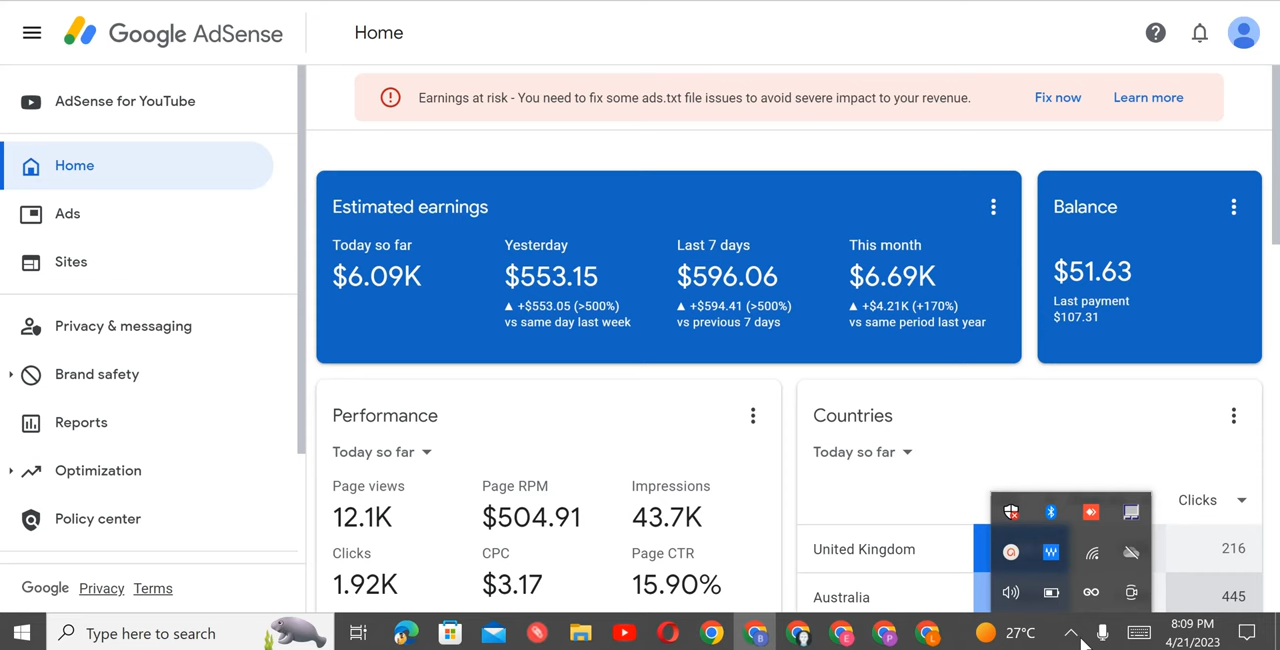 Google AdSense
Home
Earnings at risk - You need to fix some ads.txt file issues to avoid severe impact to your revenue.
Fix now
Learn more
AdSense for YouTube
Home
Ads
Sites
Privacy & messaging
Brand safety
Reports
Optimization
Policy center
Google Privacy Terms
Estimated earnings
Today so far
$6.09K
Yesterday
$553.15
+$553.05 (>500%)
vs same day last week
Last 7 days
$596.06
+$594.41 (>500%)
vs previous 7 days
This month
$6.69K
+$4.21K (+170%)
vs same period last year
Balance
$51.63
Last payment
$107.31
Performance
Today so far
Page views
12.1K
Page RPM
$504.91
Impressions
43.7K
Clicks
1.92K
CPC
$3.17
Page CTR
15.90%
Countries
Today so far
Clicks
United Kingdom
216
Australia
445
Type here to search
27°C
8:09 PM
4/21/2023